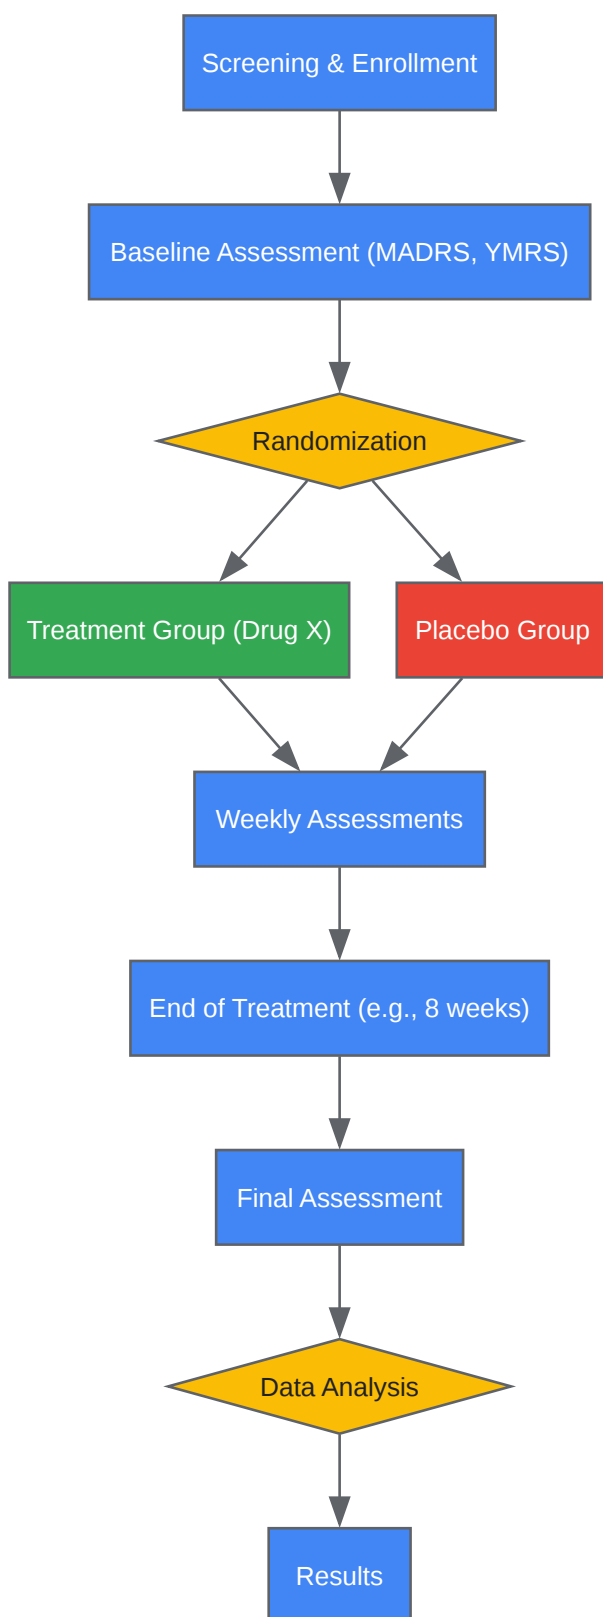 Screening & Enrollment
Baseline Assessment (MADRS, YMRS)
Randomization
Treatment Group (Drug X)
Placebo Group
Weekly Assessments
End of Treatment (e.g., 8 weeks)
Final Assessment
Data Analysis
Results